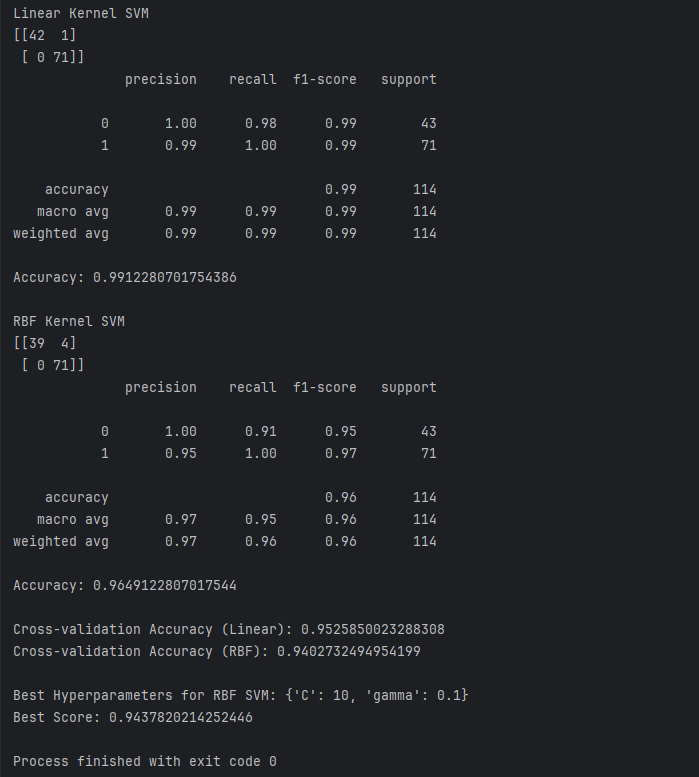 Linear Kernel SVM
[[42  1]
 [ 0 71]]
              precision    recall  f1-score   support

           0       1.00      0.98      0.99        43
           1       0.99      1.00      0.99        71

    accuracy                           0.99       114
   macro avg       0.99      0.99      0.99       114
weighted avg       0.99      0.99      0.99       114

Accuracy: 0.9912280701754386

RBF Kernel SVM
[[39  4]
 [ 0 71]]
              precision    recall  f1-score   support

           0       1.00      0.91      0.95        43
           1       0.95      1.00      0.97        71

    accuracy                           0.96       114
   macro avg       0.97      0.95      0.96       114
weighted avg       0.97      0.96      0.96       114

Accuracy: 0.9649122807017544

Cross-validation Accuracy (Linear): 0.9525850023288308
Cross-validation Accuracy (RBF): 0.9402732494954199

Best Hyperparameters for RBF SVM: {'C': 10, 'gamma': 0.1}
Best Score: 0.9437820214252446

Process finished with exit code 0